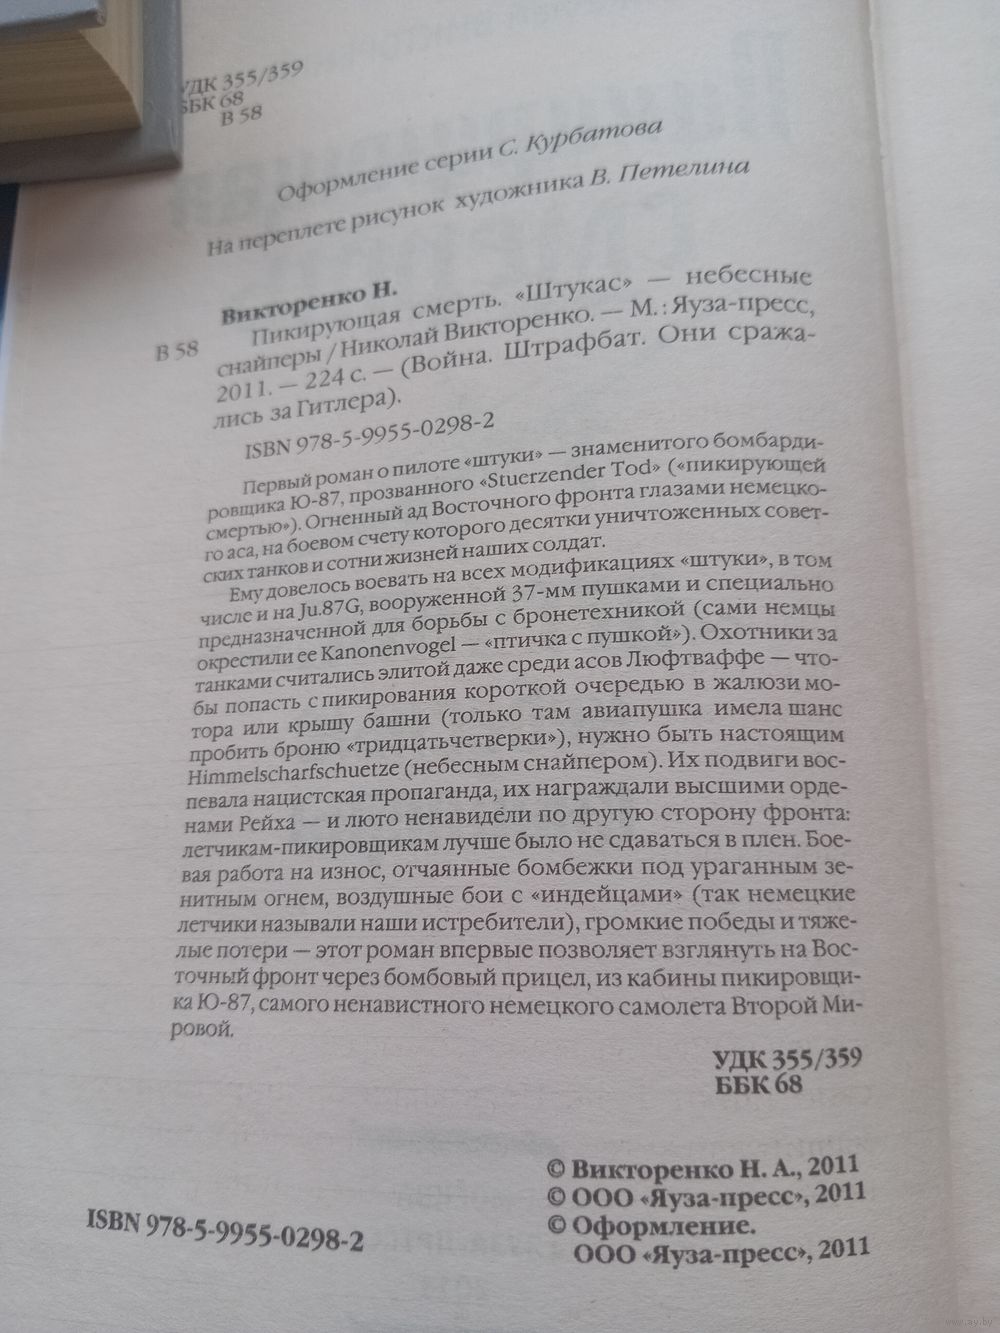 УДК 355/359
ББК 68
В 58
Оформление серии С. Курбатова
На переплете рисунок художника В. Петелина
Викторенко Н.
В 58 Пикирующая смерть. «Штукас» — небесные
снайперы / Николай Викторенко. — М. : Яуза-пресс,
2011. — 224 с. — (Война. Штрафбат. Они сража-
лись за Гитлера).
ISBN 978-5-9955-0298-2
Первый роман о пилоте «штуки» — знаменитого бомбарди-
ровщика Ю-87, прозванного «Stuerzender Tod» («пикирующей
смертью»). Огненный ад Восточного фронта глазами немецко-
го аса, на боевом счету которого десятки уничтоженных совет-
ских танков и сотни жизней наших солдат.
Ему довелось воевать на всех модификациях «штуки», в том
числе и на Ju.87G, вооруженной 37-мм пушками и специально
предназначенной для борьбы с бронетехникой (сами немцы
окрестили ее Kanonenvogel — «птичка с пушкой»). Охотники за
танками считались элитой даже среди асов Люфтваффе — что-
бы попасть с пикирования короткой очередью в жалюзи мо-
тора или крышу башни (только там авиапушка имела шанс
пробить броню «тридцатьчетверки»), нужно быть настоящим
Himmelscharfschuetze (небесным снайпером). Их подвиги вос-
певала нацистская пропаганда, их награждали высшими орде-
нами Рейха — и люто ненавидели по другую сторону фронта:
летчикам-пикировщикам лучше было не сдаваться в плен. Бое-
вая работа на износ, отчаянные бомбежки под ураганным зе-
нитным огнем, воздушные бои с «индейцами» (так немецкие
летчики называли наши истребители), громкие победы и тяже-
лые потери — этот роман впервые позволяет взглянуть на Вос-
точный фронт через бомбовый прицел, из кабины пикировщи-
ка Ю-87, самого ненавистного немецкого самолета Второй Ми-
ровой.
УДК 355/359
ББК 68
© Викторенко Н. А., 2011
© ООО «Яуза-пресс», 2011
© Оформление.
ООО «Яуза-пресс», 2011
ISBN 978-5-9955-0298-2
www.ay.by